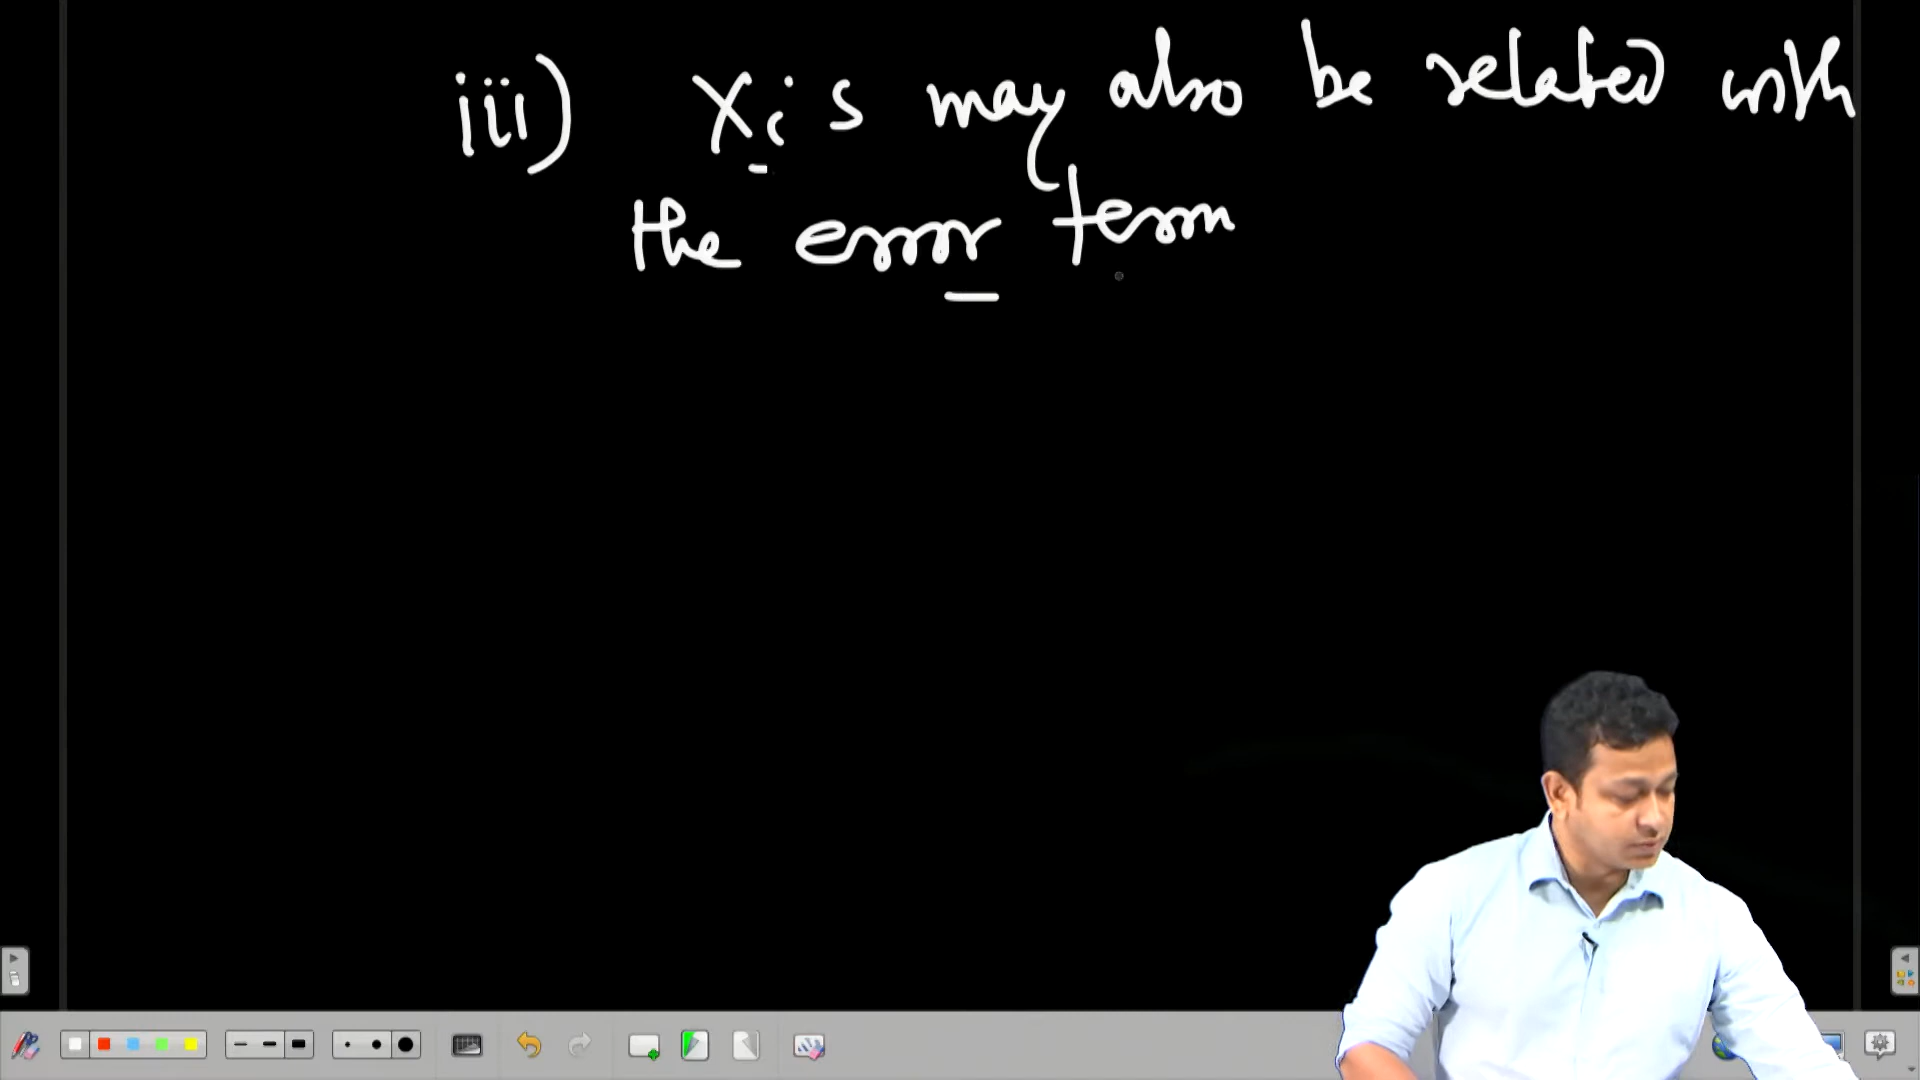 iii) Xi s may also be related with
the error term